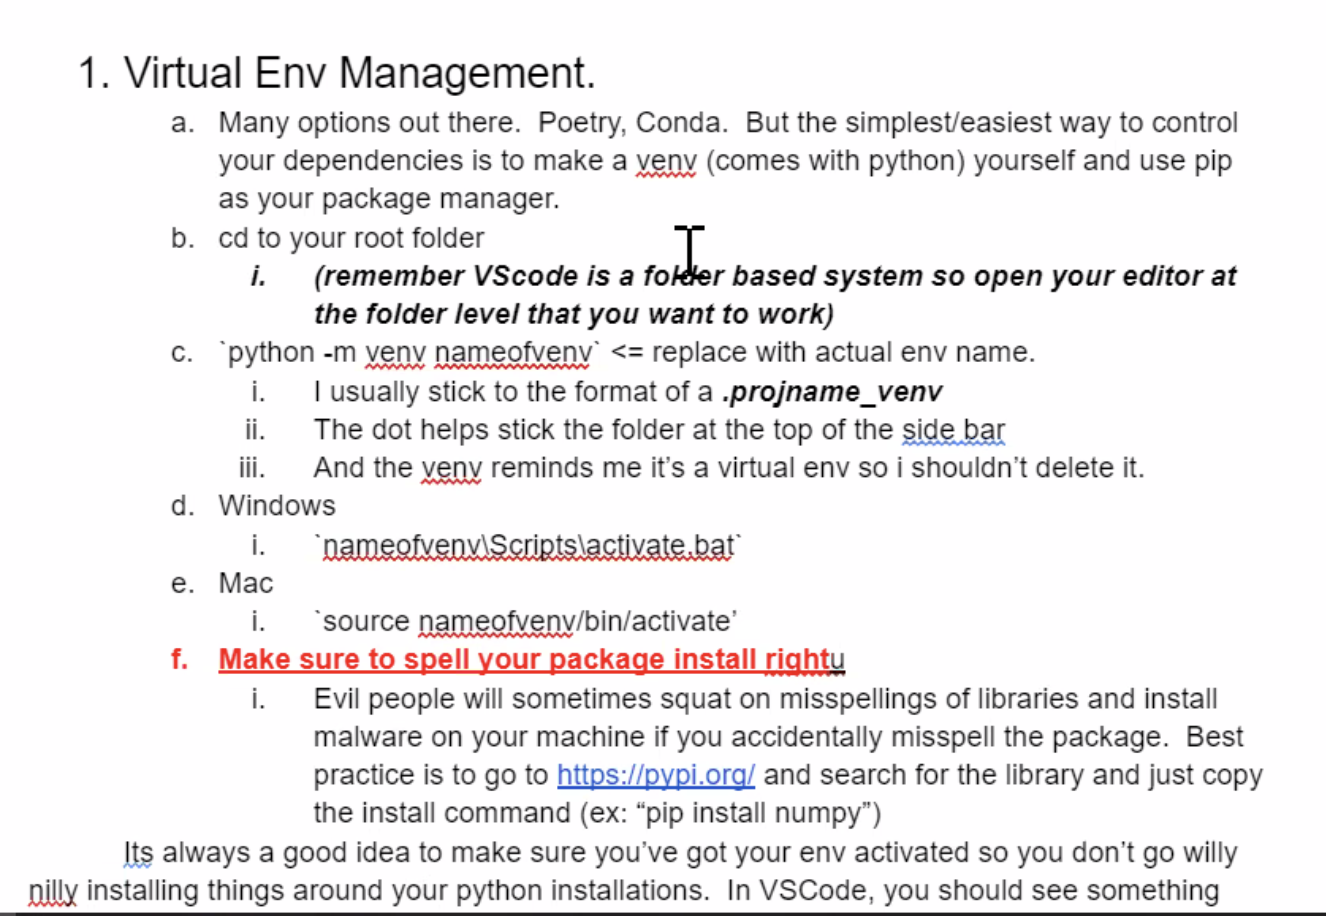 1. Virtual Env Management.
a. Many options out there.  Poetry, Conda.  But the simplest/easiest way to control
your dependencies is to make a venv (comes with python) yourself and use pip
as your package manager.
b. cd to your root folder
i. (remember VScode is a folder based system so open your editor at
the folder level that you want to work)
c. `python -m venv nameofvenv` <= replace with actual env name.
i. I usually stick to the format of a .projname_venv
ii. The dot helps stick the folder at the top of the side bar
iii. And the venv reminds me it’s a virtual env so i shouldn’t delete it.
d. Windows
i. `nameofvenv\Scripts\activate.bat`
e. Mac
i. `source nameofvenv/bin/activate’
f. Make sure to spell your package install rightu
i. Evil people will sometimes squat on misspellings of libraries and install
malware on your machine if you accidentally misspell the package.  Best
practice is to go to https://pypi.org/ and search for the library and just copy
the install command (ex: “pip install numpy”)
Its always a good idea to make sure you’ve got your env activated so you don’t go willy
nilly installing things around your python installations.  In VSCode, you should see something